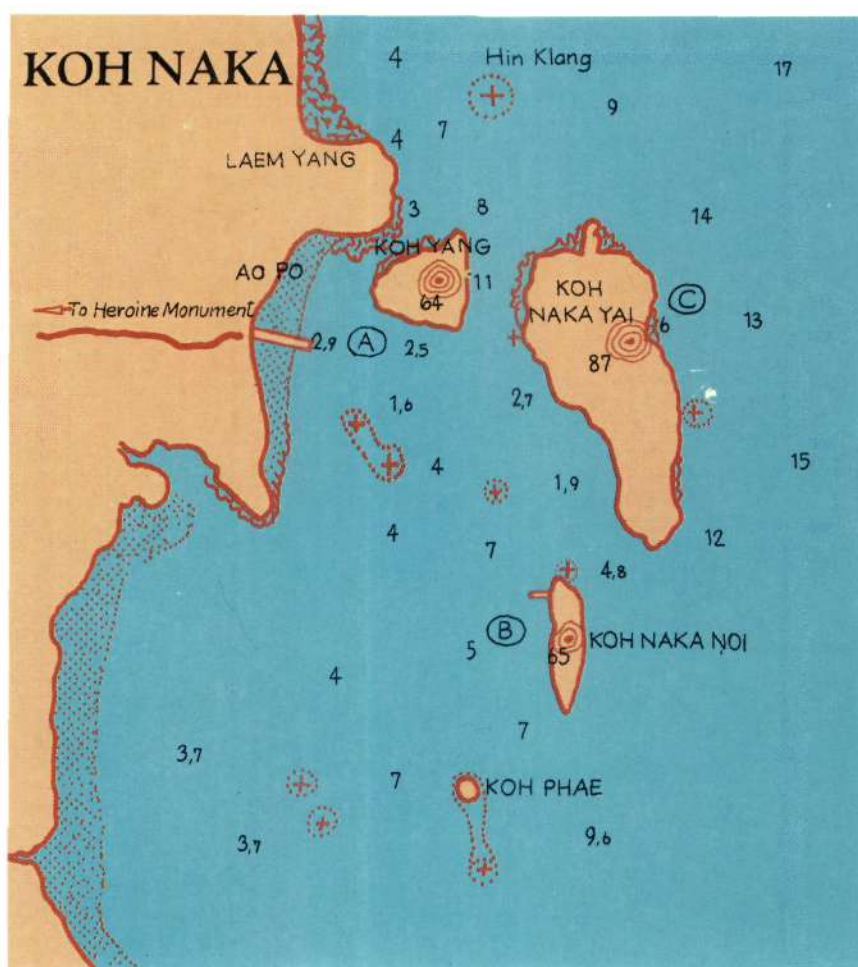 KOH NAKA
4
Hin Klang
17
9
7
4
LAEM YANG
3
8
14
KOH YANG
AO PO
11
KOH
NAKA YAI
C
64
To Heroine Monument
6
13
2,9
A
2,5
87
1,6
2,7
4
15
1,9
4
7
12
4,8
B
5
65
KOH NAKA NOI
4
7
3,7
7
KOH PHAE
3,7
9,6